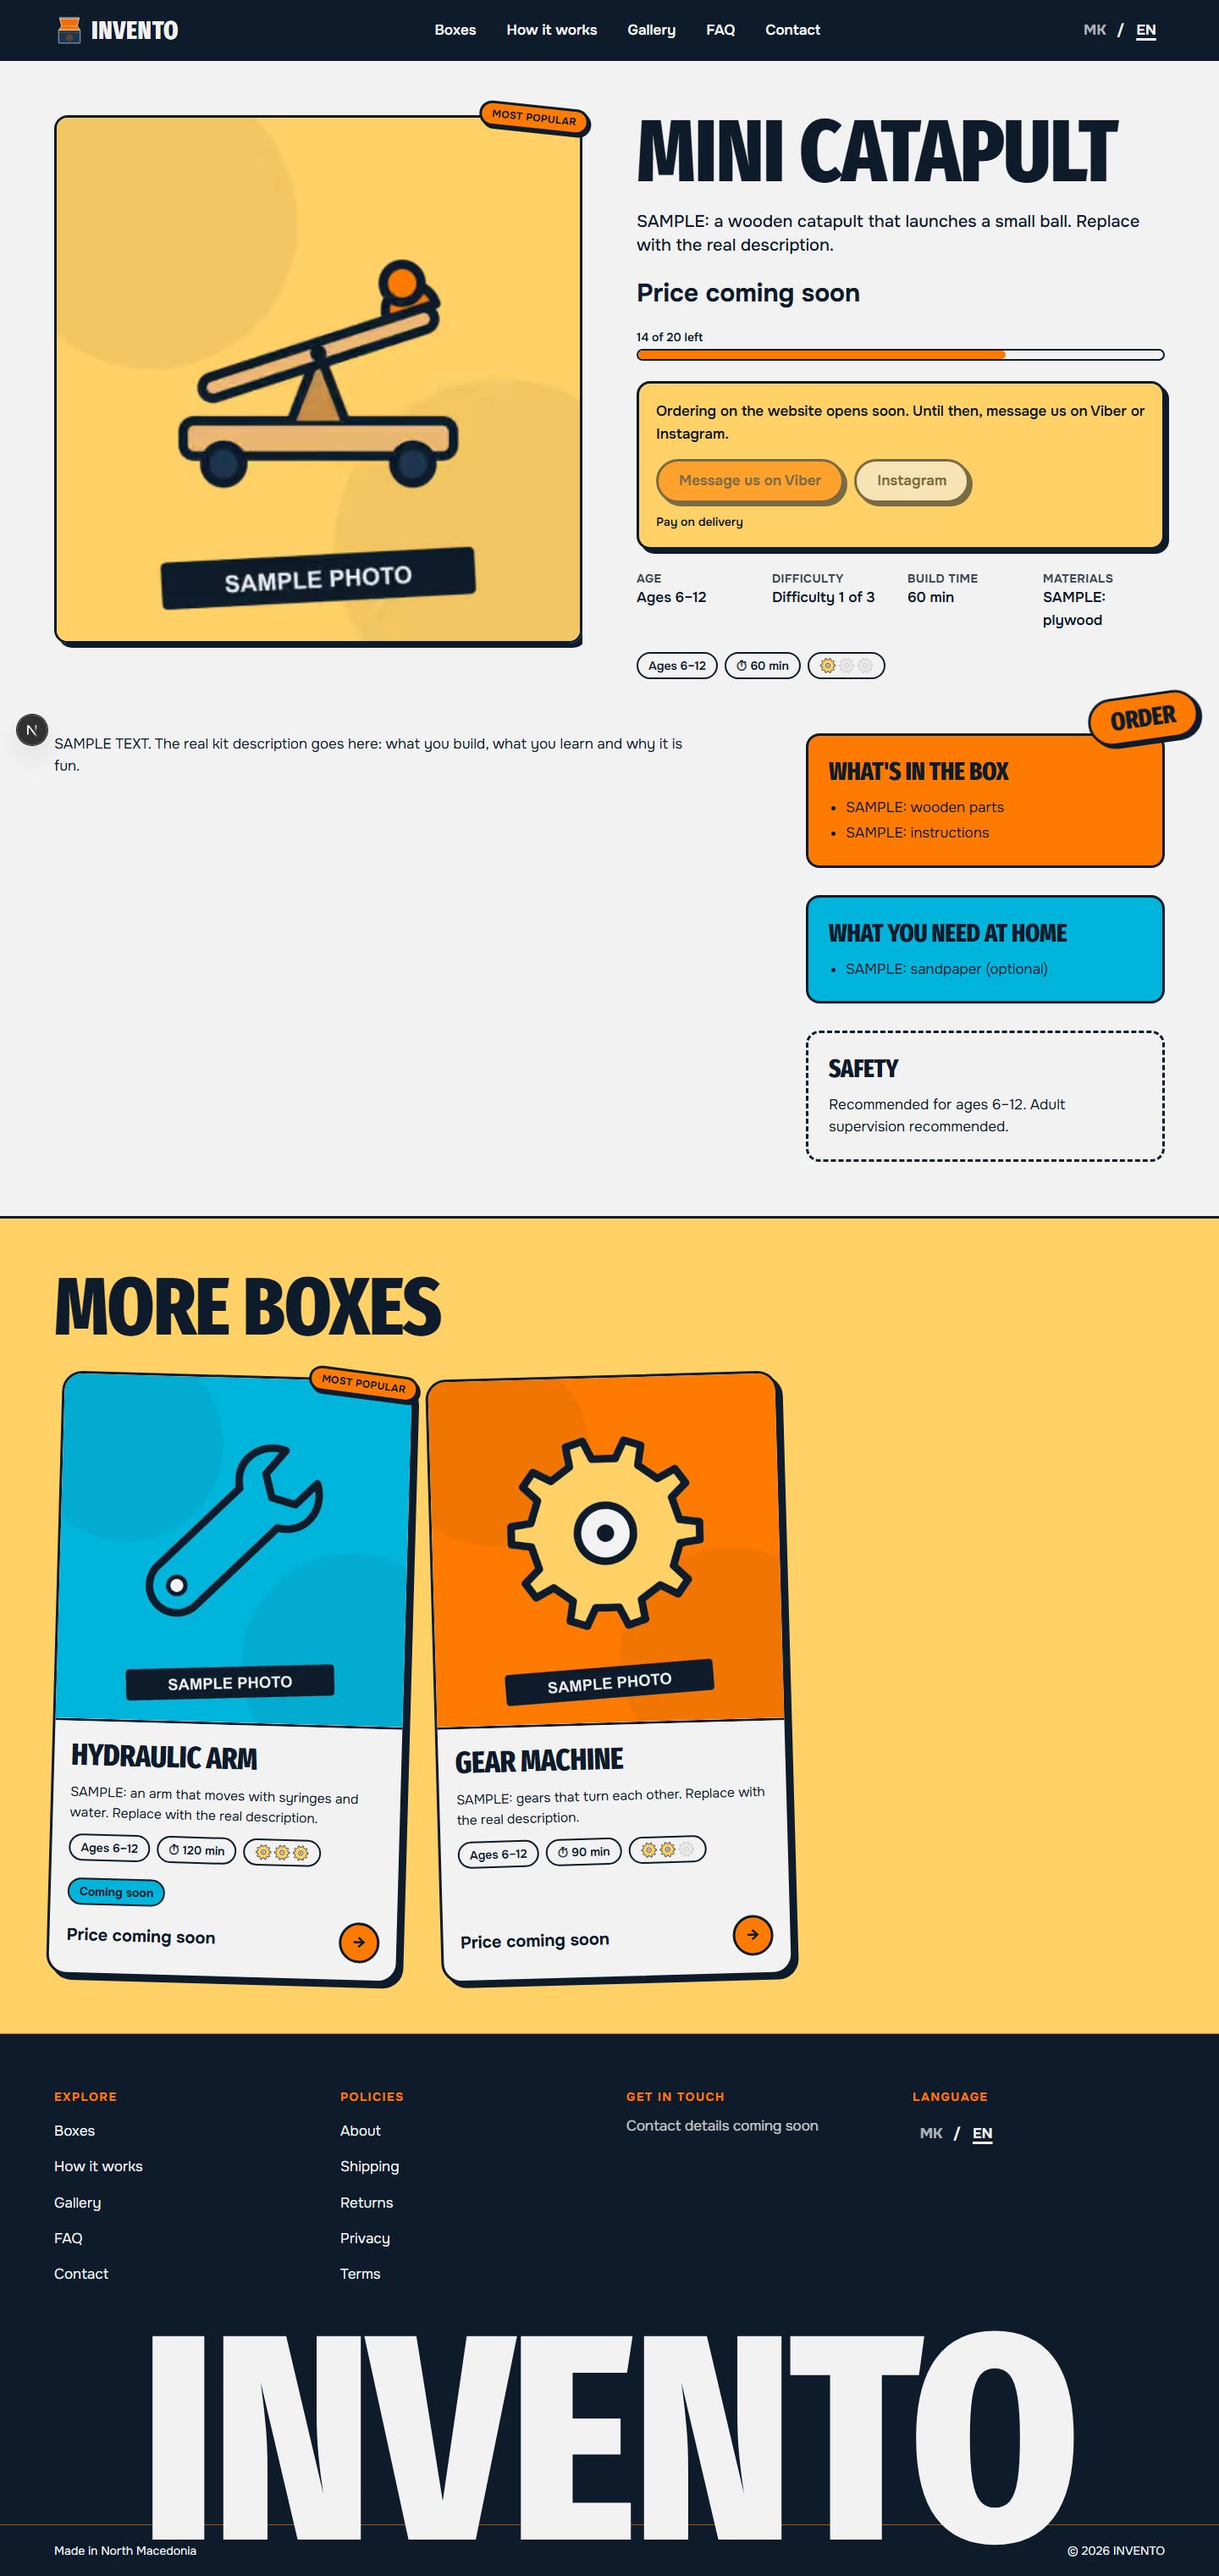 INVENTO
Boxes
How it works
Gallery
FAQ
Contact
MK / EN
MOST POPULAR
SAMPLE PHOTO
MINI CATAPULT
SAMPLE: a wooden catapult that launches a small ball. Replace
with the real description.
Price coming soon
14 of 20 left
Ordering on the website opens soon. Until then, message us on Viber or
Instagram.
Message us on Viber
Instagram
Pay on delivery
AGE
Ages 6–12
DIFFICULTY
Difficulty 1 of 3
BUILD TIME
60 min
MATERIALS
SAMPLE:
plywood
Ages 6–12
60 min
N
SAMPLE TEXT. The real kit description goes here: what you build, what you learn and why it is
fun.
ORDER
WHAT'S IN THE BOX
• SAMPLE: wooden parts
• SAMPLE: instructions
WHAT YOU NEED AT HOME
• SAMPLE: sandpaper (optional)
SAFETY
Recommended for ages 6–12. Adult
supervision recommended.
MORE BOXES
MOST POPULAR
SAMPLE PHOTO
HYDRAULIC ARM
SAMPLE: an arm that moves with syringes and
water. Replace with the real description.
Ages 6–12
120 min
Coming soon
Price coming soon
SAMPLE PHOTO
GEAR MACHINE
SAMPLE: gears that turn each other. Replace with
the real description.
Ages 6–12
90 min
Price coming soon
EXPLORE
Boxes
How it works
Gallery
FAQ
Contact
POLICIES
About
Shipping
Returns
Privacy
Terms
GET IN TOUCH
Contact details coming soon
LANGUAGE
MK / EN
INVENTO
Made in North Macedonia
© 2026 INVENTO